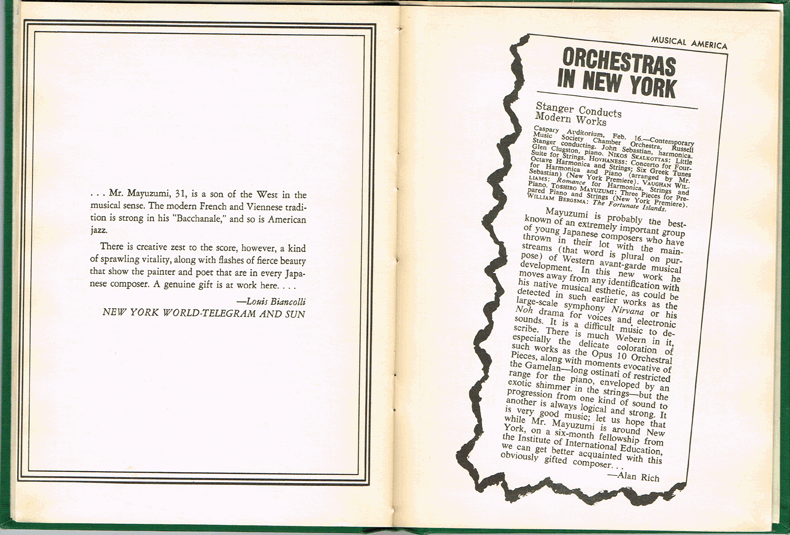 . . . Mr. Mayuzumi, 31, is a son of the West in the
musical sense. The modern French and Viennese tradi-
tion is strong in his "Bacchanale," and so is American
jazz.
There is creative zest to the score, however, a kind
of sprawling vitality, along with flashes of fierce beauty
that show the painter and poet that are in every Japa-
nese composer. A genuine gift is at work here. . . .
—Louis Biancolli
NEW YORK WORLD-TELEGRAM AND SUN
MUSICAL AMERICA
ORCHESTRAS
IN NEW YORK
Stanger Conducts
Modern Works
Caspary Auditorium, Feb. 16.—Contemporary
Music Society Chamber Orchestra, Russell
Stanger conducting. John Sebastian, harmonica.
Glen Clugston, piano. NIKOS SKALKOTTAS: Little
Suite for Strings. HOVHANESS: Concerto for Four-
Octave Harmonica and Strings; Six Greek Tunes
for Harmonica and Piano (arranged by Mr.
Sebastian) (New York Premiere). VAUGHAN WIL-
LIAMS: Romance for Harmonica, Strings and
Piano. TOSHIRO MAYUZUMI: Three Pieces for Pre-
pared Piano and Strings (New York Premiere).
WILLIAM BERGSMA: The Fortunate Islands.
Mayuzumi is probably the best-
known of an extremely important group
of young Japanese composers who have
thrown in their lot with the main-
streams (that word is plural on pur-
pose) of Western avant-garde musical
development. In this new work he
moves away from any identification with
his native musical esthetic, as could be
detected in such earlier works as the
large-scale symphony Nirvana or his
Noh drama for voices and electronic
sounds. It is a difficult music to de-
scribe. There is much Webern in it,
especially the delicate coloration of
such works as the Opus 10 Orchestral
Pieces, along with moments evocative of
the Gamelan—long ostinati of restricted
range for the piano, enveloped by an
exotic shimmer in the strings—but the
progression from one kind of sound to
another is always logical and strong. It
is very good music; let us hope that
while Mr. Mayuzumi is around New
York, on a six-month fellowship from
the Institute of International Education,
we can get better acquainted with this
obviously gifted composer. . .
—Alan Rich